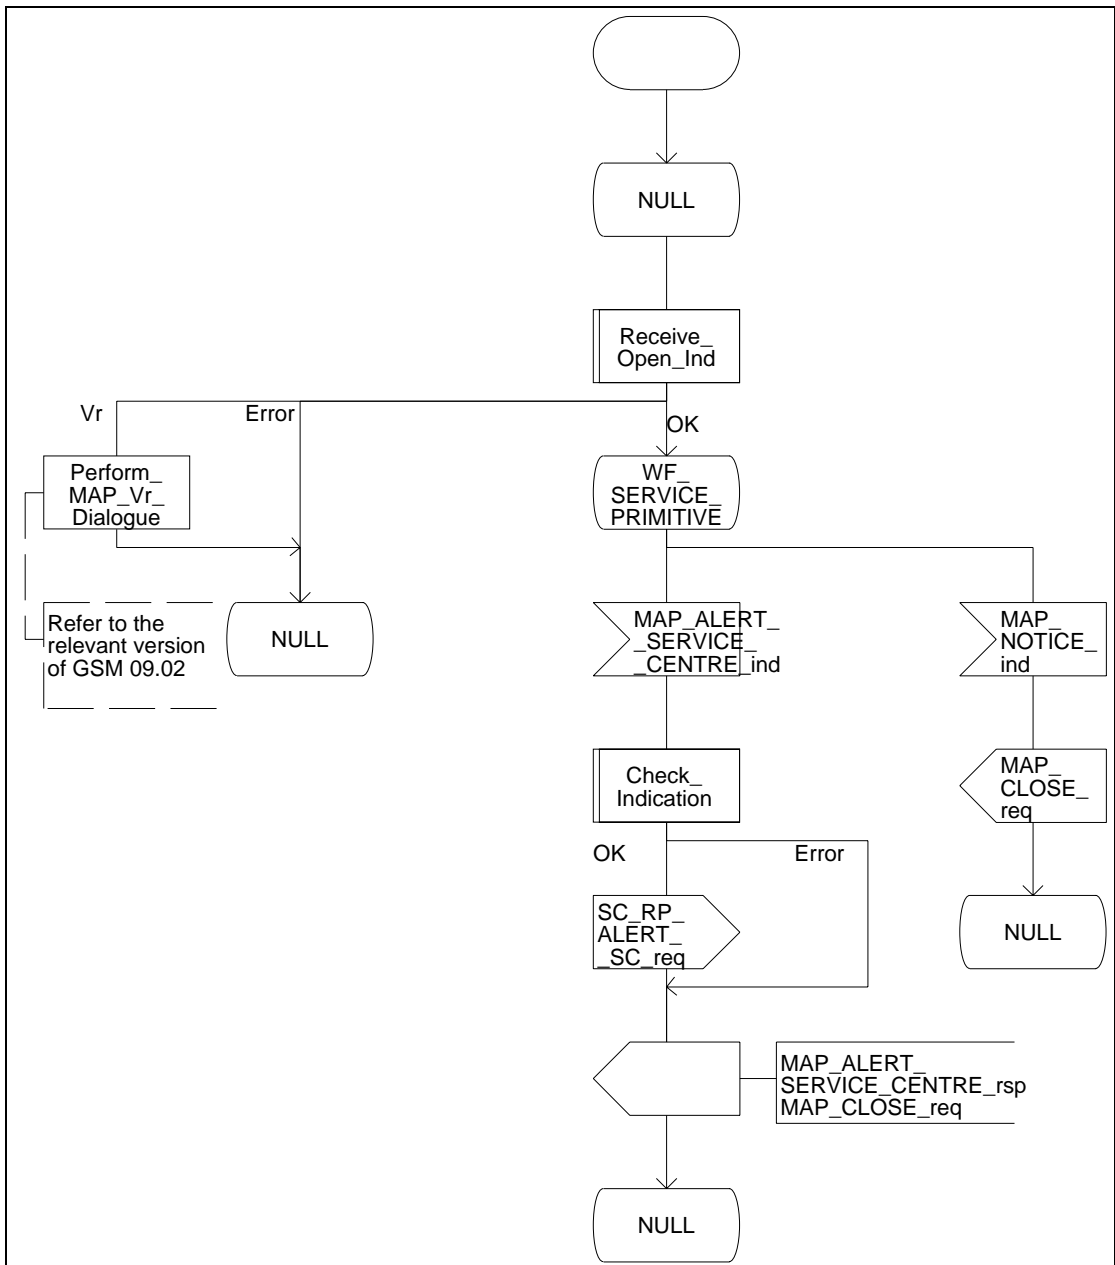 NULL
Receive_
Open_Ind
Vr
Error
OK
Perform_
MAP_Vr_
Dialogue
WF_
SERVICE_
PRIMITIVE
Refer to the
relevant version
of GSM 09.02
NULL
MAP_ALERT_
_SERVICE_
_CENTRE_ind
MAP_
NOTICE_
ind
Check_
Indication
MAP_
CLOSE_
req
OK
Error
SC_RP_
ALERT_
_SC_req
NULL
MAP_ALERT_
SERVICE_CENTRE_rsp
MAP_CLOSE_req
NULL